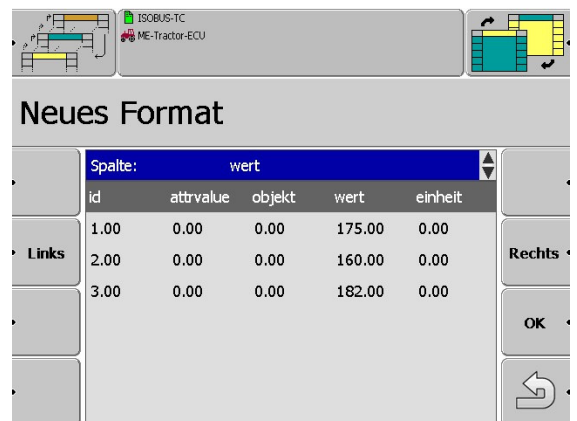 ISOBUS-TC
ME-Tractor-ECU
Neues Format
Spalte: wert
id attrvalue objekt wert einheit
1.00 0.00 0.00 175.00 0.00
2.00 0.00 0.00 160.00 0.00
3.00 0.00 0.00 182.00 0.00
Links
Rechts
OK